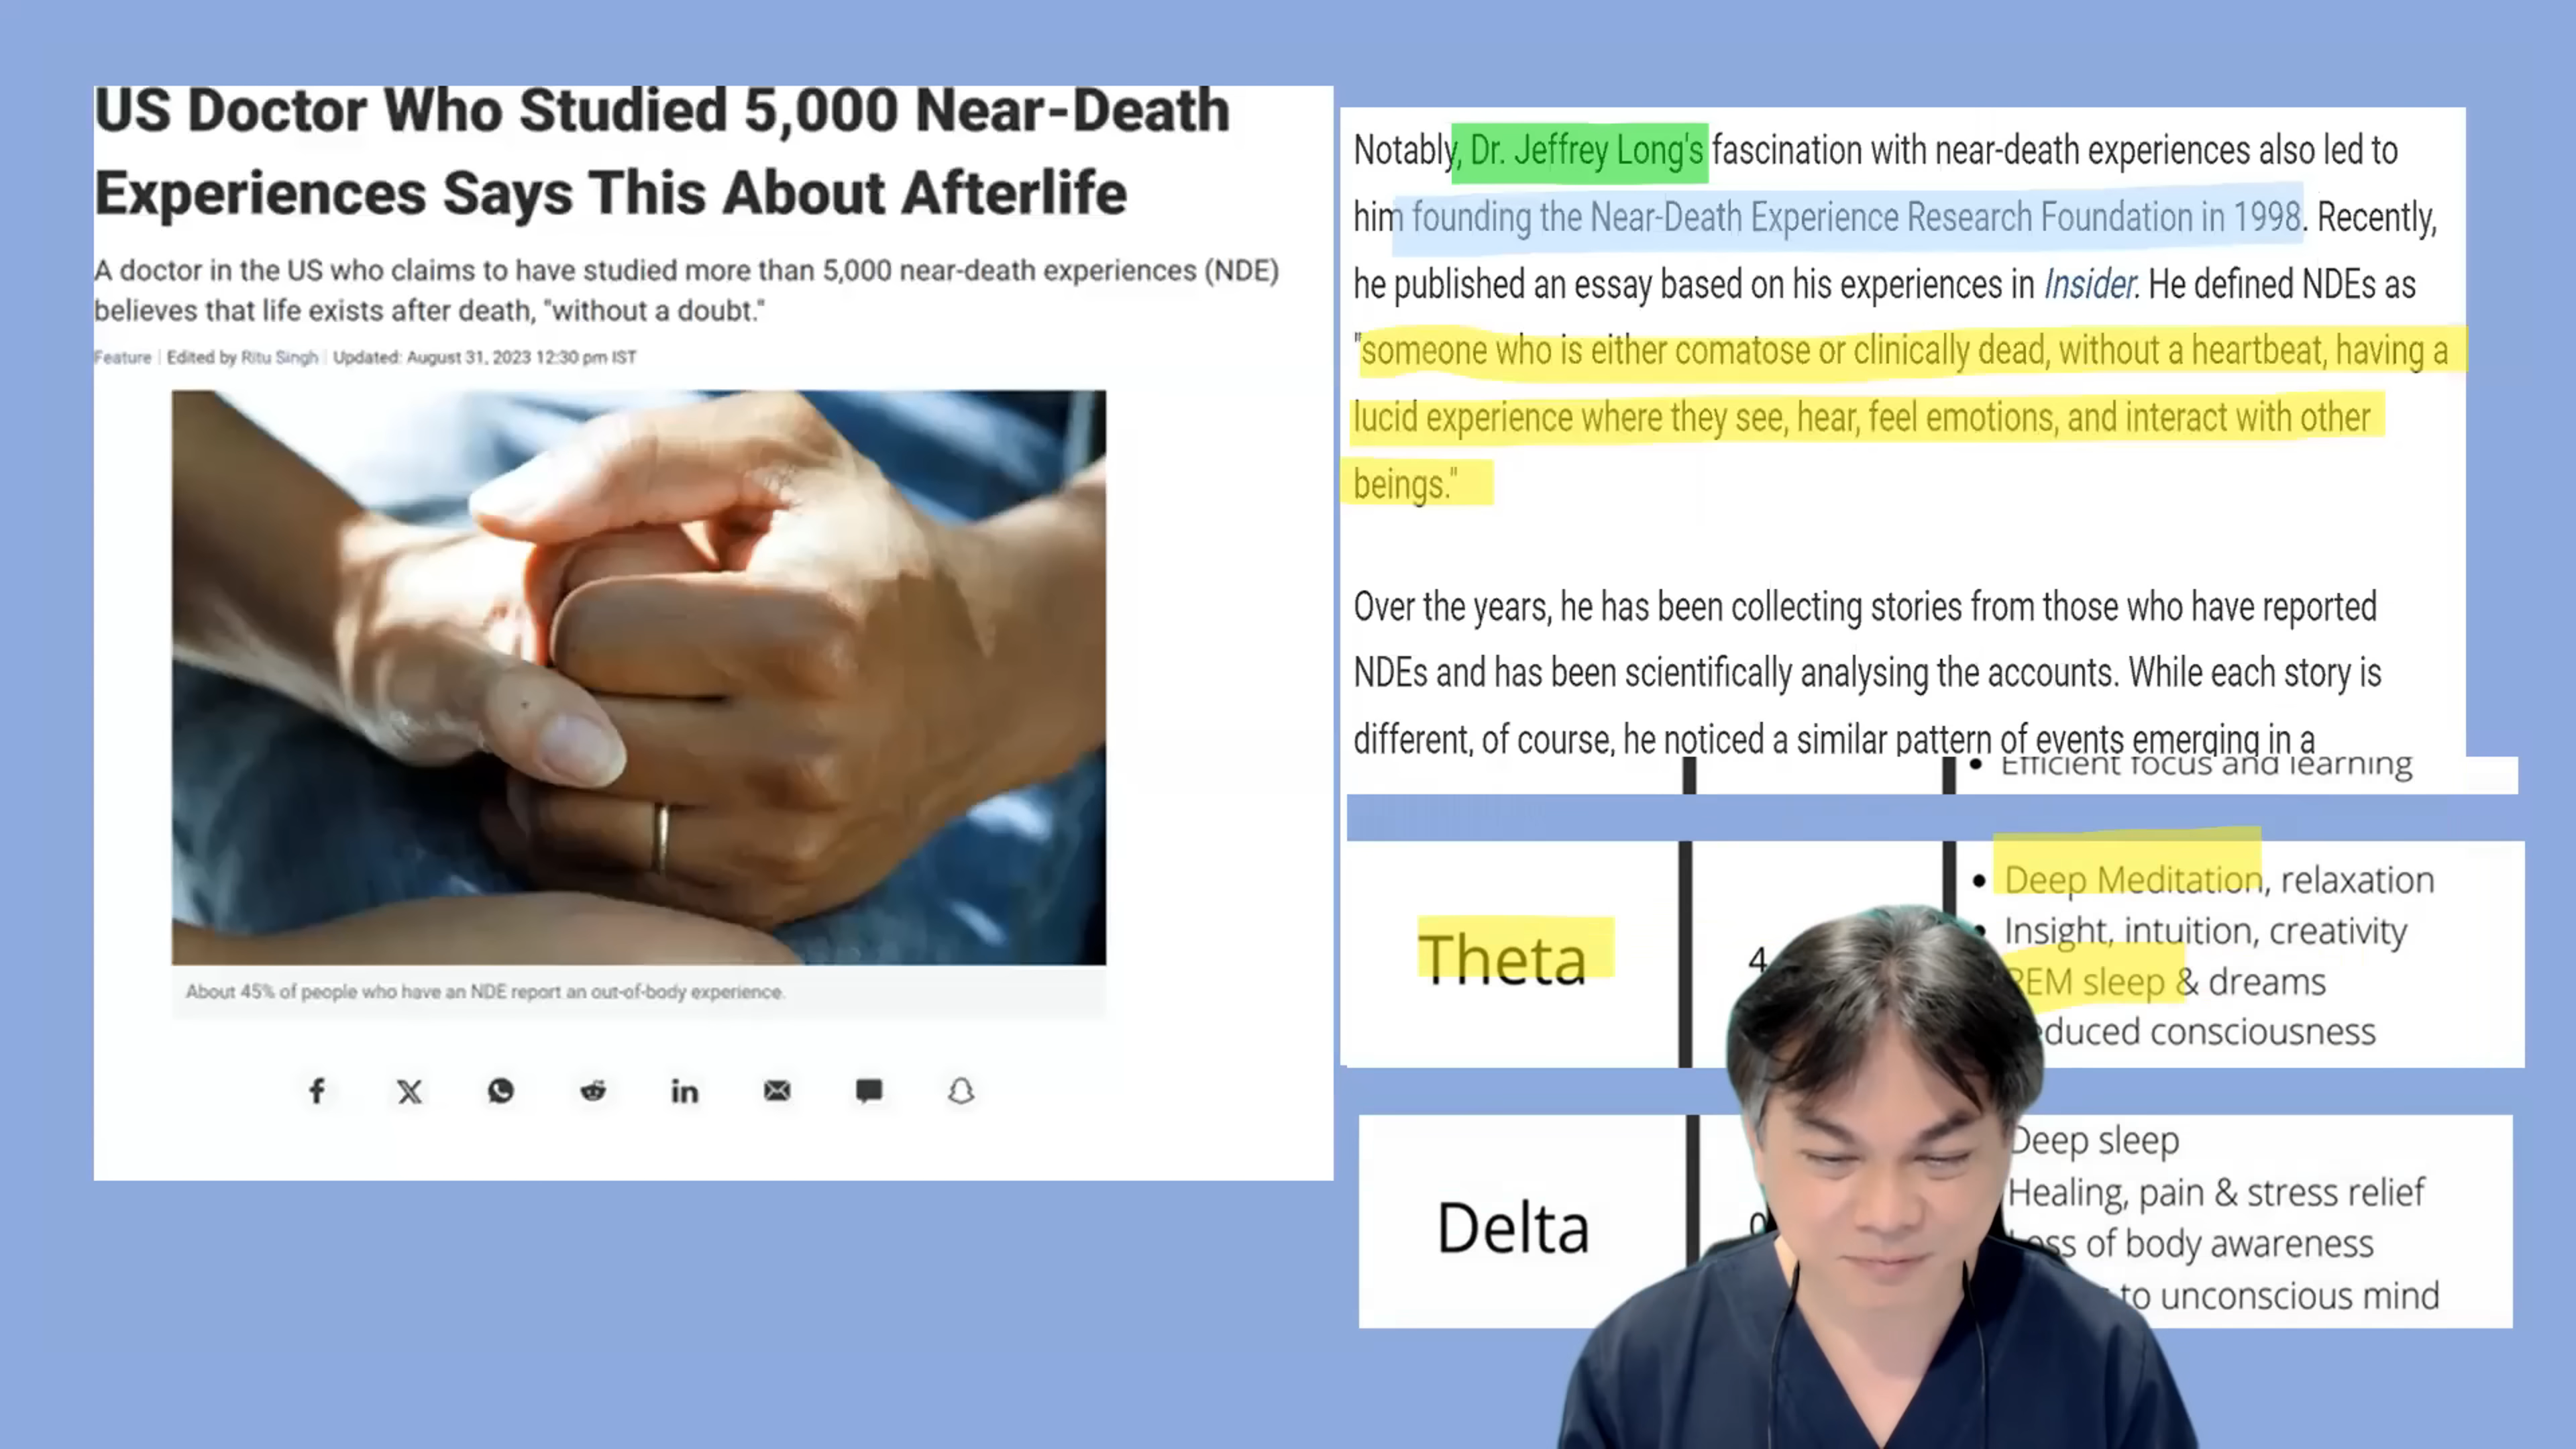 US Doctor Who Studied 5,000 Near-Death
Experiences Says This About Afterlife
A doctor in the US who claims to have studied more than 5,000 near-death experiences (NDE)
believes that life exists after death, "without a doubt."
Feature | Edited by Ritu Singh | Updated: August 31, 2023 12:30 pm IST
About 45% of people who have an NDE report an out-of-body experience.
Notably, Dr. Jeffrey Long's fascination with near-death experiences also led to
him founding the Near-Death Experience Research Foundation in 1998. Recently,
he published an essay based on his experiences in Insider. He defined NDEs as
"someone who is either comatose or clinically dead, without a heartbeat, having a
lucid experience where they see, hear, feel emotions, and interact with other
beings."
Over the years, he has been collecting stories from those who have reported
NDEs and has been scientifically analysing the accounts. While each story is
different, of course, he noticed a similar pattern of events emerging in a
• Efficient focus and learning
Theta
4
• Deep Meditation, relaxation
• Insight, intuition, creativity
REM sleep & dreams
educed consciousness
Delta
0
Deep sleep
Healing, pain & stress relief
Loss of body awareness
to unconscious mind